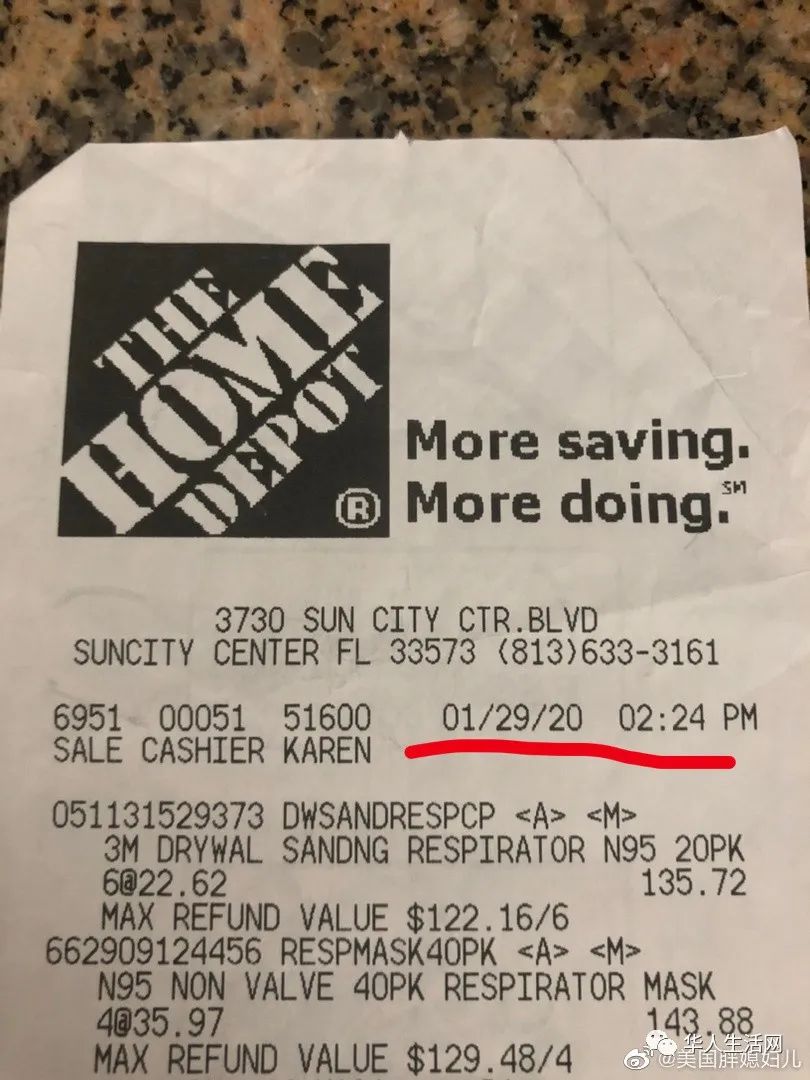 THE
HOME
DEPOT
®
More saving.
More doing.℠
3730 SUN CITY CTR.BLVD
SUNCITY CENTER FL 33573 (813)633-3161
6951 00051 51600 01/29/20 02:24 PM
SALE CASHIER KAREN
051131529373 DWSANDRESPCP <A> <M>
3M DRYWAL SANDNG RESPIRATOR N95 20PK
6@22.62 135.72
MAX REFUND VALUE $122.16/6
662909124456 RESPMASK40PK <A> <M>
N95 NON VALVE 40PK RESPIRATOR MASK
4@35.97 143.88
MAX REFUND VALUE $129.48/4
华人生活网
@美国胖媳妇儿